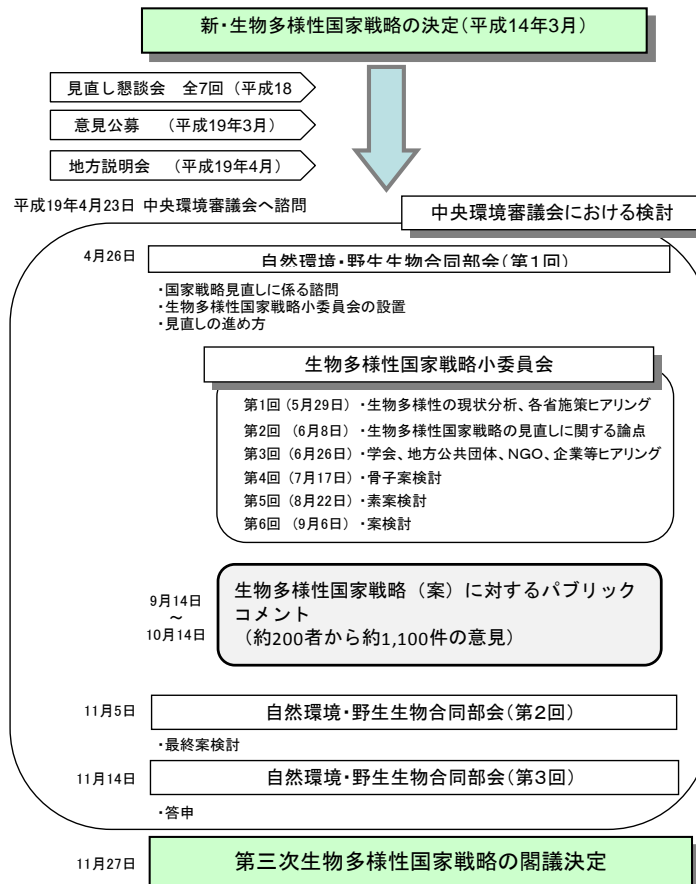 新・生物多様性国家戦略の決定(平成14年3月)
見直し懇談会 全7回 (平成18
意見公募 (平成19年3月)
地方説明会 (平成19年4月)
平成19年4月23日 中央環境審議会へ諮問
中央環境審議会における検討
4月26日
自然環境・野生生物合同部会(第1回)
・国家戦略見直しに係る諮問
・生物多様性国家戦略小委員会の設置
・見直しの進め方
生物多様性国家戦略小委員会
第1回 (5月29日) ・生物多様性の現状分析、各省施策ヒアリング
第2回 (6月8日) ・生物多様性国家戦略の見直しに関する論点
第3回 (6月26日) ・学会、地方公共団体、NGO、企業等ヒアリング
第4回 (7月17日) ・骨子案検討
第5回 (8月22日) ・素案検討
第6回 (9月6日) ・案検討
9月14日
~
10月14日
生物多様性国家戦略（案）に対するパブリック
コメント
（約200者から約1,100件の意見）
11月5日
自然環境・野生生物合同部会(第2回)
・最終案検討
11月14日
自然環境・野生生物合同部会(第3回)
・答申
11月27日
第三次生物多様性国家戦略の閣議決定